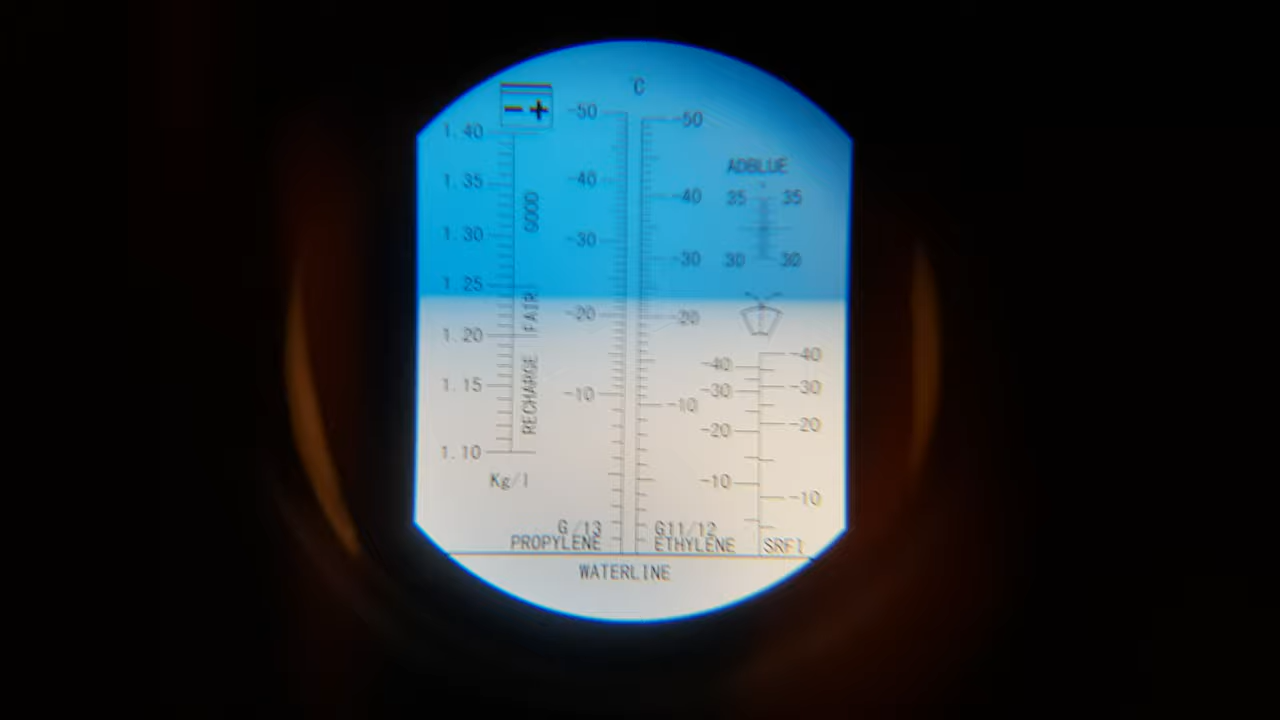 °C
- +
1.40
1.35
1.30
1.25
1.20
1.15
1.10
Kg/l
GOOD
FAIR
RECHARGE
-50
-40
-30
-20
-10
G /13
PROPYLENE
-50
-40
-30
-20
-10
G11/12
ETHYLENE
ADBLUE
35 35
30 30
-40
-30
-20
-10
-40
-30
-20
-10
SRFI
WATERLINE